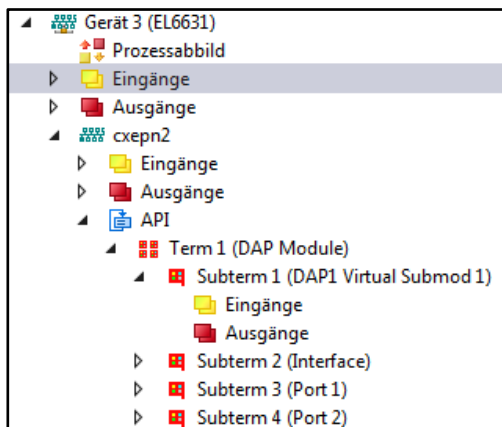 Gerät 3 (EL6631)
Prozessabbild
Eingänge
Ausgänge
cxepn2
Eingänge
Ausgänge
API
Term 1 (DAP Module)
Subterm 1 (DAP1 Virtual Submod 1)
Eingänge
Ausgänge
Subterm 2 (Interface)
Subterm 3 (Port 1)
Subterm 4 (Port 2)